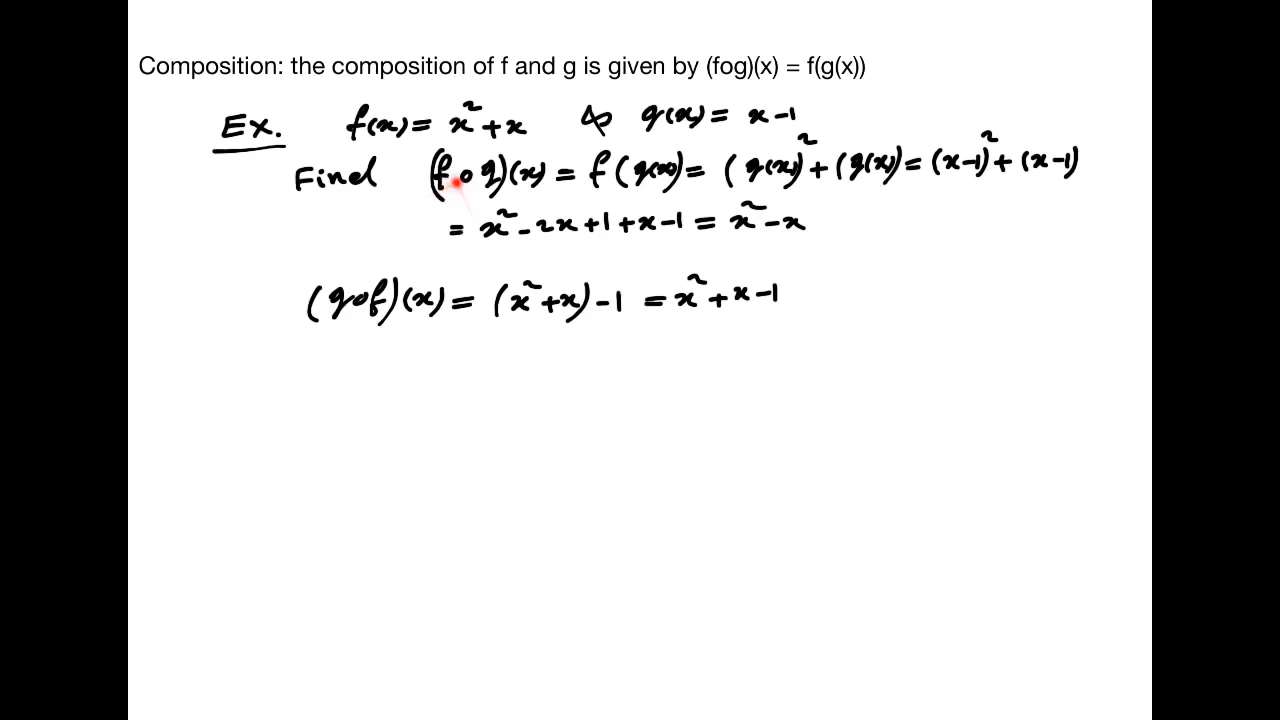 Composition: the composition of f and g is given by (fog)(x) = f(g(x))
Ex. f(x) = x² + x & g(x) = x - 1
Find (f o g)(x) = f(g(x)) = (g(x))² + (g(x)) = (x-1)² + (x-1)
= x² - 2x + 1 + x - 1 = x² - x
(gof)(x) = (x² + x) - 1 = x² + x - 1